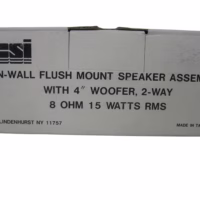 csi
N-WALL FLUSH MOUNT SPEAKER ASSEM
WITH 4" WOOFER, 2-WAY
8 OHM 15 WATTS RMS
LINDENHURST NY 11757
MADE IN